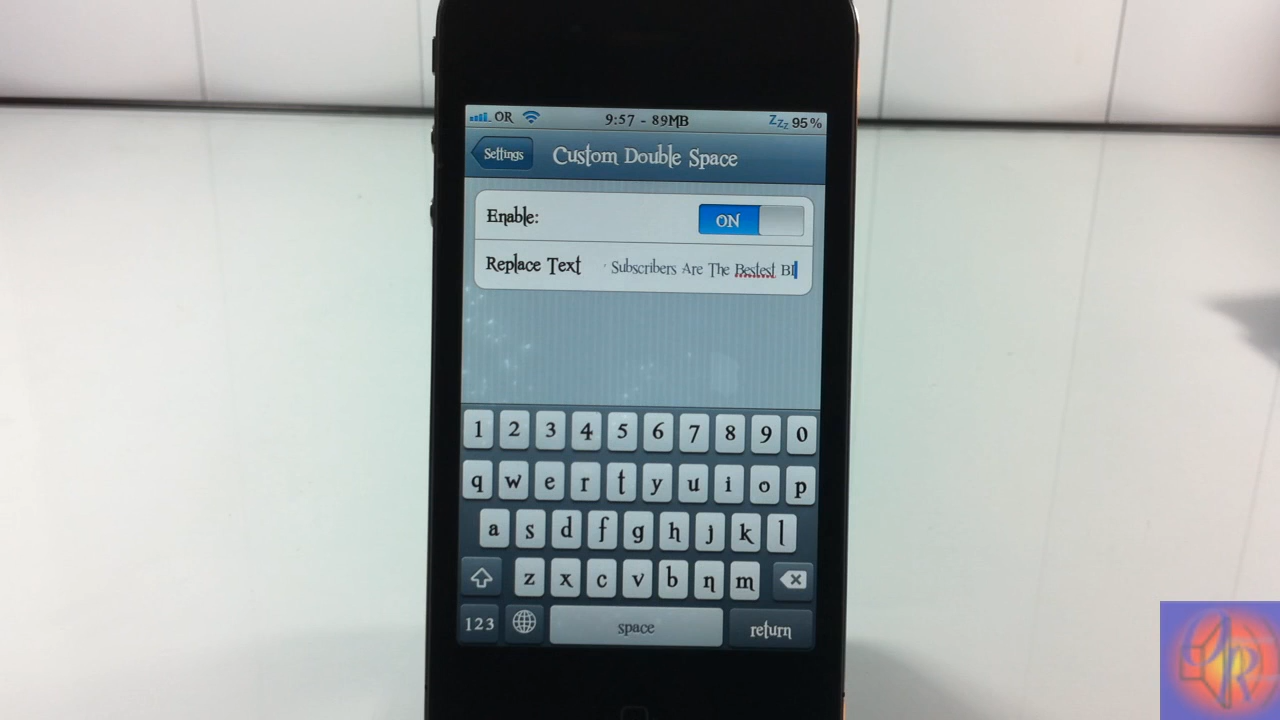 OR 9:57 - 89MB ZZZ 95%
Settings Custom Double Space
Enable: ON
Replace Text Subscribers Are The Bestest
1 2 3 4 5 6 7 8 9 0
q w e r t y u i o p
a s d f g h j k l
z x c v b n m
123 space return